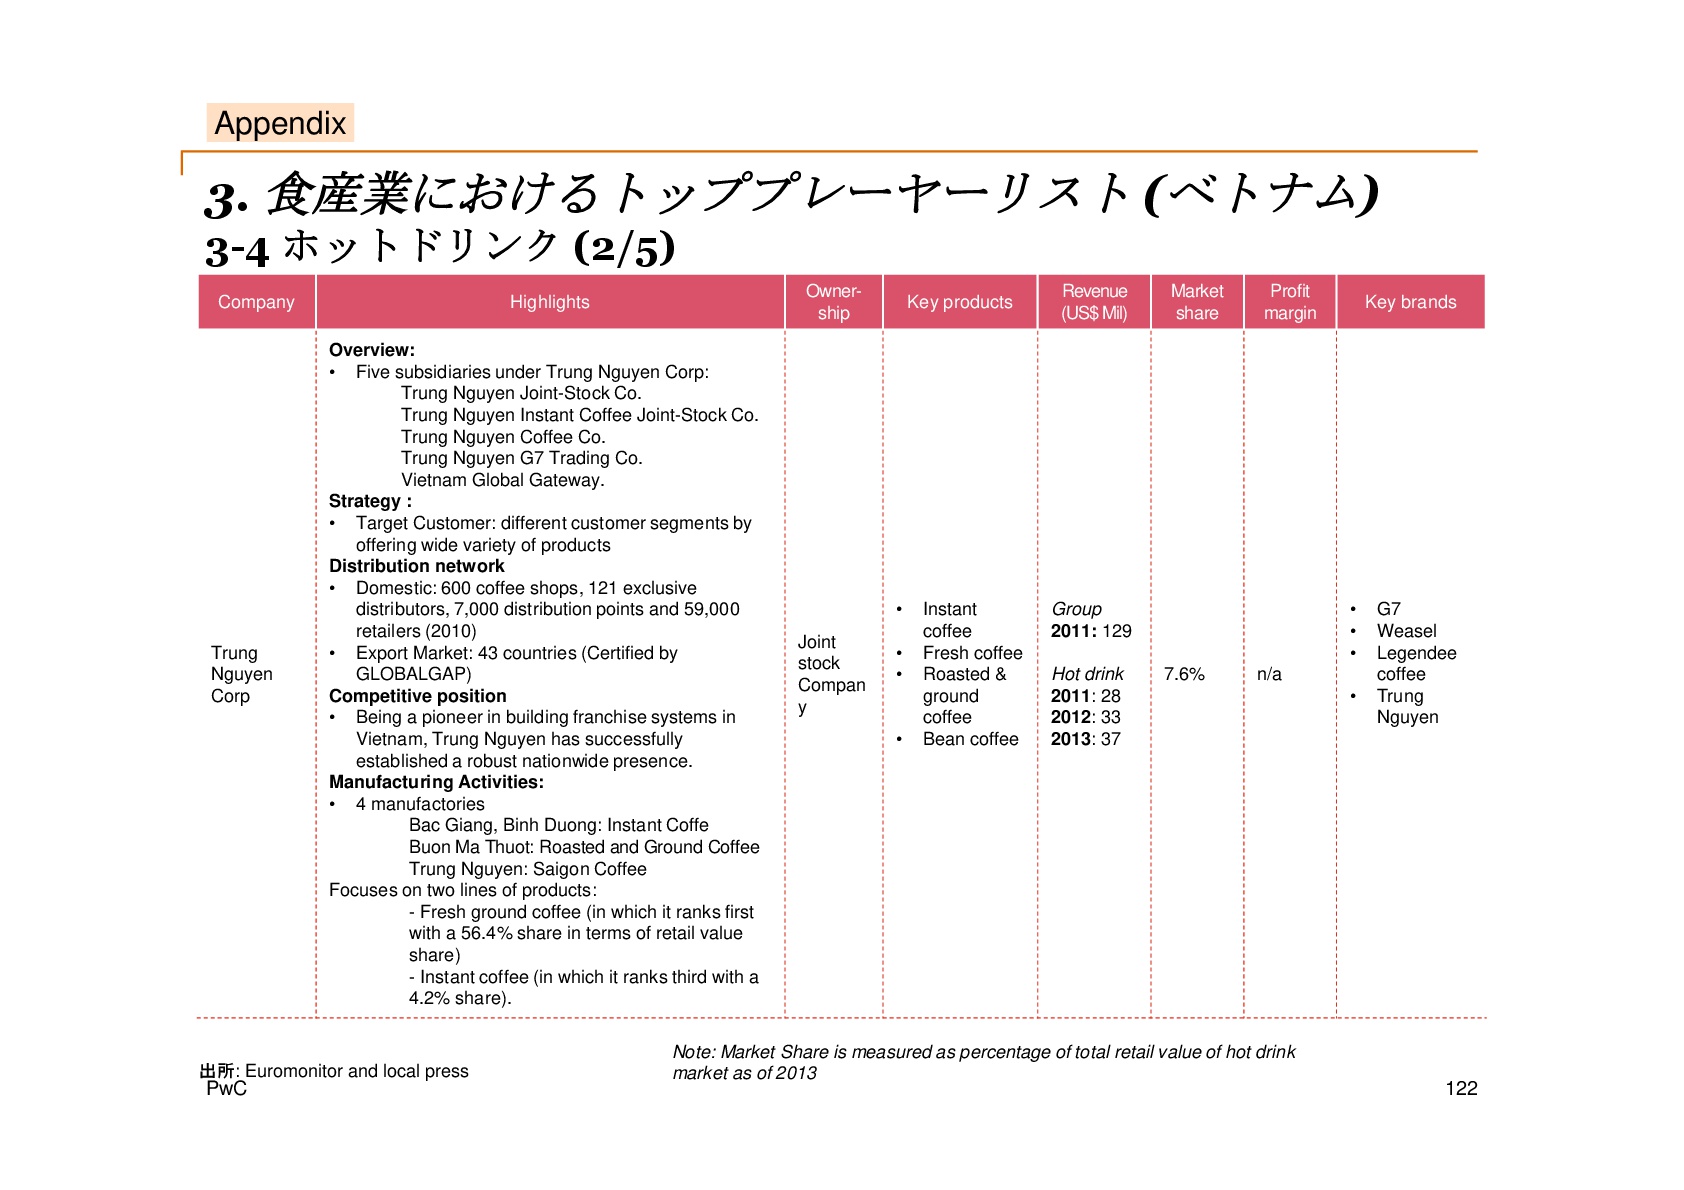 Appendix
3. 食産業におけるトッププレーヤーリスト(ベトナム)
3-4 ホットドリンク (2/5)
Company
Highlights
Owner-
ship
Key products
Revenue
(US$ Mil)
Market
share
Profit
margin
Key brands
Trung
Nguyen
Corp
Overview:
• Five subsidiaries under Trung Nguyen Corp:
Trung Nguyen Joint-Stock Co.
Trung Nguyen Instant Coffee Joint-Stock Co.
Trung Nguyen Coffee Co.
Trung Nguyen G7 Trading Co.
Vietnam Global Gateway.
Strategy :
• Target Customer: different customer segments by
offering wide variety of products
Distribution network
• Domestic: 600 coffee shops, 121 exclusive
distributors, 7,000 distribution points and 59,000
retailers (2010)
• Export Market: 43 countries (Certified by
GLOBALGAP)
Competitive position
• Being a pioneer in building franchise systems in
Vietnam, Trung Nguyen has successfully
established a robust nationwide presence.
Manufacturing Activities:
• 4 manufactories
Bac Giang, Binh Duong: Instant Coffe
Buon Ma Thuot: Roasted and Ground Coffee
Trung Nguyen: Saigon Coffee
Focuses on two lines of products:
- Fresh ground coffee (in which it ranks first
with a 56.4% share in terms of retail value
share)
- Instant coffee (in which it ranks third with a
4.2% share).
Joint
stock
Compan
y
• Instant
coffee
• Fresh coffee
• Roasted &
ground
coffee
• Bean coffee
Group
2011: 129
Hot drink
2011: 28
2012: 33
2013: 37
7.6%
n/a
• G7
• Weasel
• Legendee
coffee
• Trung
Nguyen
Note: Market Share is measured as percentage of total retail value of hot drink
market as of 2013
出所: Euromonitor and local press
PwC
122